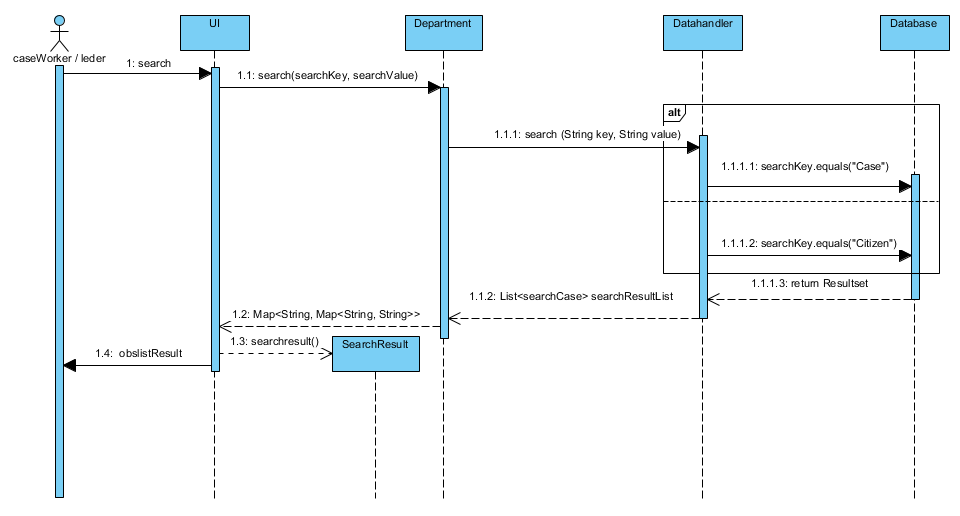 caseWorker / leder
UI
Department
Datahandler
Database
1: search
1.1: search(searchKey, searchValue)
alt
1.1.1: search (String key, String value)
1.1.1.1: searchKey.equals("Case")
1.1.1.2: searchKey.equals("Citizen")
1.1.1.3: return Resultset
1.1.2: List<searchCase> searchResultList
1.2: Map<String, Map<String, String>>
1.3: searchresult()
SearchResult
1.4: obslistResult